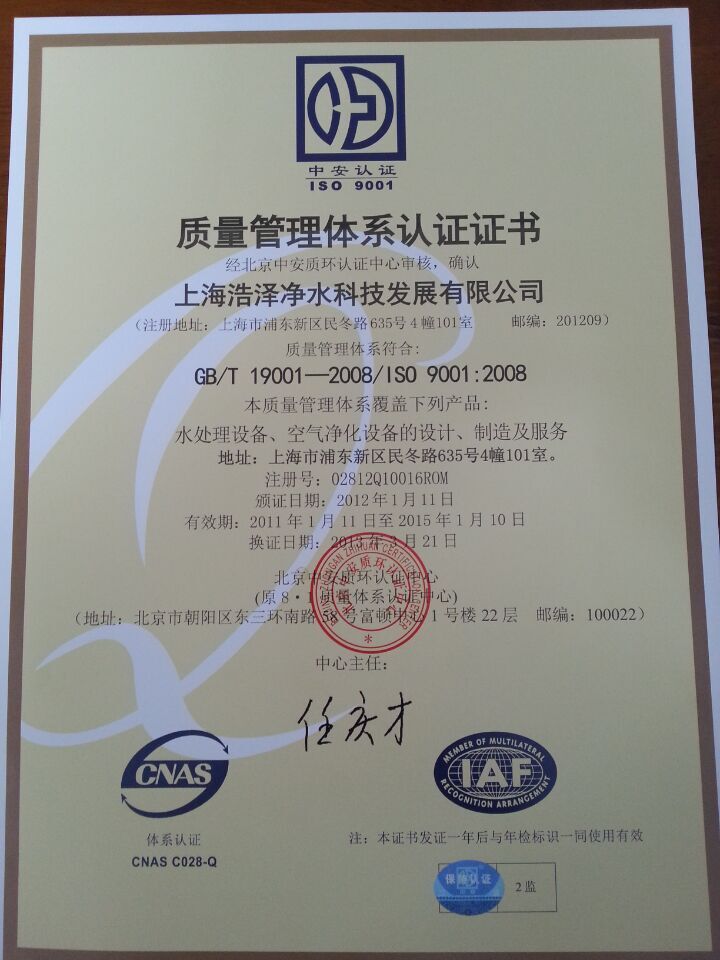 中安认证
ISO 9001
质量管理体系认证证书
经北京中安质环认证中心审核，确认
上海浩泽净水科技发展有限公司
（注册地址：上海市浦东新区民冬路635号4幢101室 邮编：201209）
质量管理体系符合：
GB/T 19001—2008/ISO 9001:2008
本质量管理体系覆盖下列产品：
水处理设备、空气净化设备的设计、制造及服务
地址：上海市浦东新区民冬路635号4幢101室。
注册号：02812Q10016R0M
颁证日期：2012年1月11日
有效期：2011年1月11日至2015年1月10日
换证日期：2013年3月21日
北京中安质环认证中心
(原8·1质量体系认证中心)
（地址：北京市朝阳区东三环南路58号富顿中心1号楼22层 邮编：100022）
中心主任：
任庆才
CNAS
体系认证
CNAS C028-Q
MEMBER OF MULTILATERAL
IAF
RECOGNITION ARRANGEMENT
注：本证书发证一年后与年检标识一同使用有效
保持认证
2监